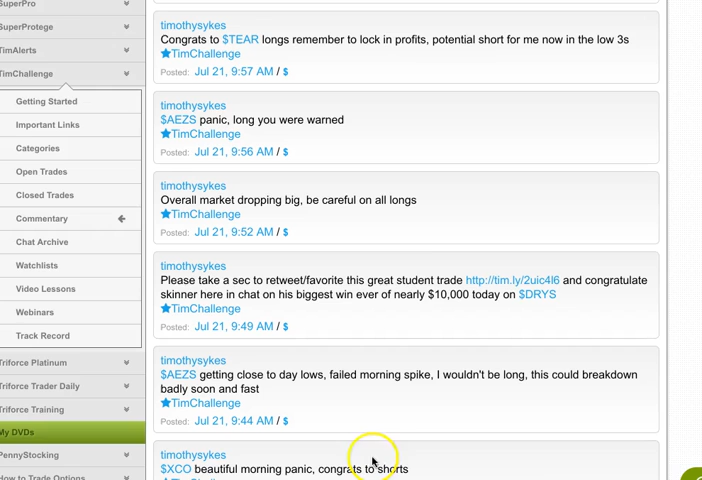 SuperPro
SuperProtege
TimAlerts
TimChallenge
Getting Started
Important Links
Categories
Open Trades
Closed Trades
Commentary
Chat Archive
Watchlists
Video Lessons
Webinars
Track Record
Triforce Platinum
Triforce Trader Daily
Triforce Training
My DVDs
PennyStocking
How to Trade Options
timothysykes
Congrats to $TEAR longs remember to lock in profits, potential short for me now in the low 3s
TimChallenge
Posted: Jul 21, 9:57 AM / $
timothysykes
$AEZS panic, long you were warned
TimChallenge
Posted: Jul 21, 9:56 AM / $
timothysykes
Overall market dropping big, be careful on all longs
TimChallenge
Posted: Jul 21, 9:52 AM / $
timothysykes
Please take a sec to retweet/favorite this great student trade http://tim.ly/2uic4I6 and congratulate
skinner here in chat on his biggest win ever of nearly $10,000 today on $DRYS
TimChallenge
Posted: Jul 21, 9:49 AM / $
timothysykes
$AEZS getting close to day lows, failed morning spike, I wouldn't be long, this could breakdown
badly soon and fast
TimChallenge
Posted: Jul 21, 9:44 AM / $
timothysykes
$XCO beautiful morning panic, congrats to shorts